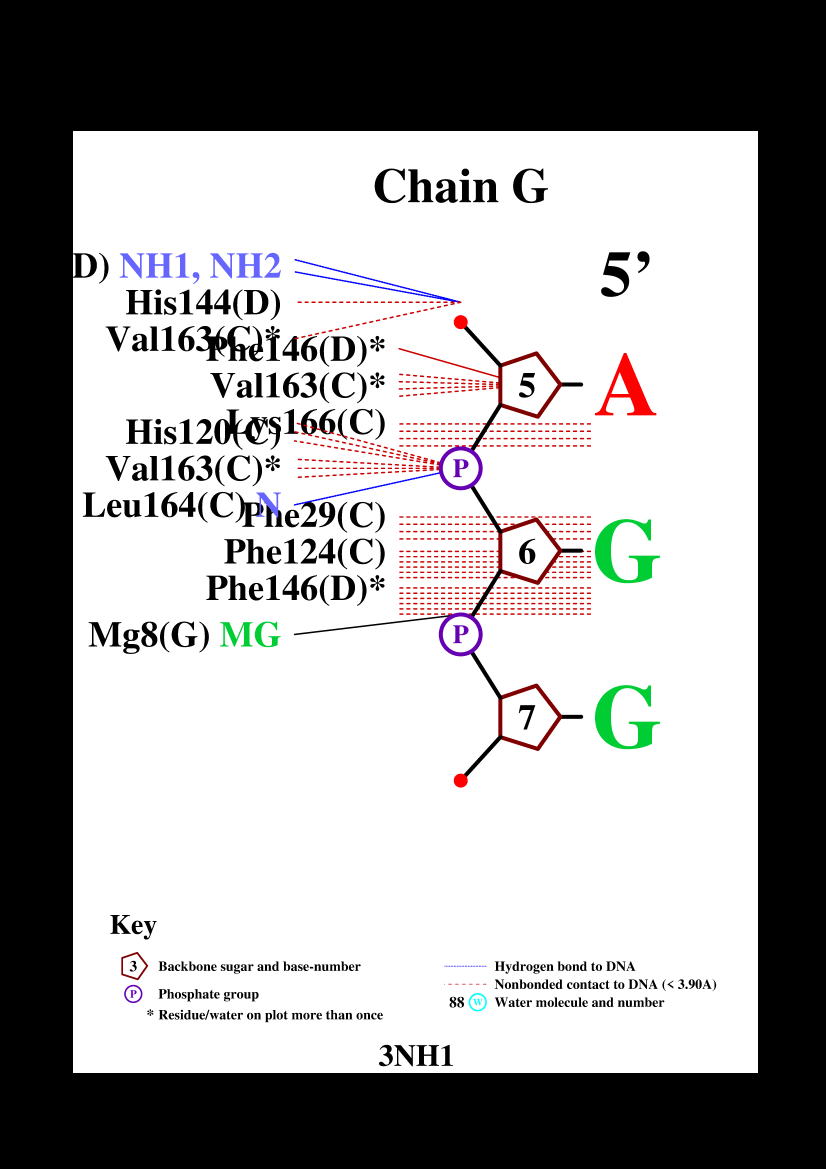 Chain G
5’
D) NH1, NH2
His144(D)
Val163(C)*
Phe146(D)*
5
A
Val163(C)*
Lys166(C)
His120(C)
Val163(C)*
P
Leu164(C) N
Phe29(C)
Phe124(C)
6
G
Phe146(D)*
Mg8(G) MG
P
7
G
Key
3 Backbone sugar and base-number
P Phosphate group
* Residue/water on plot more than once
Hydrogen bond to DNA
Nonbonded contact to DNA (< 3.90A)
88 W Water molecule and number
3NH1